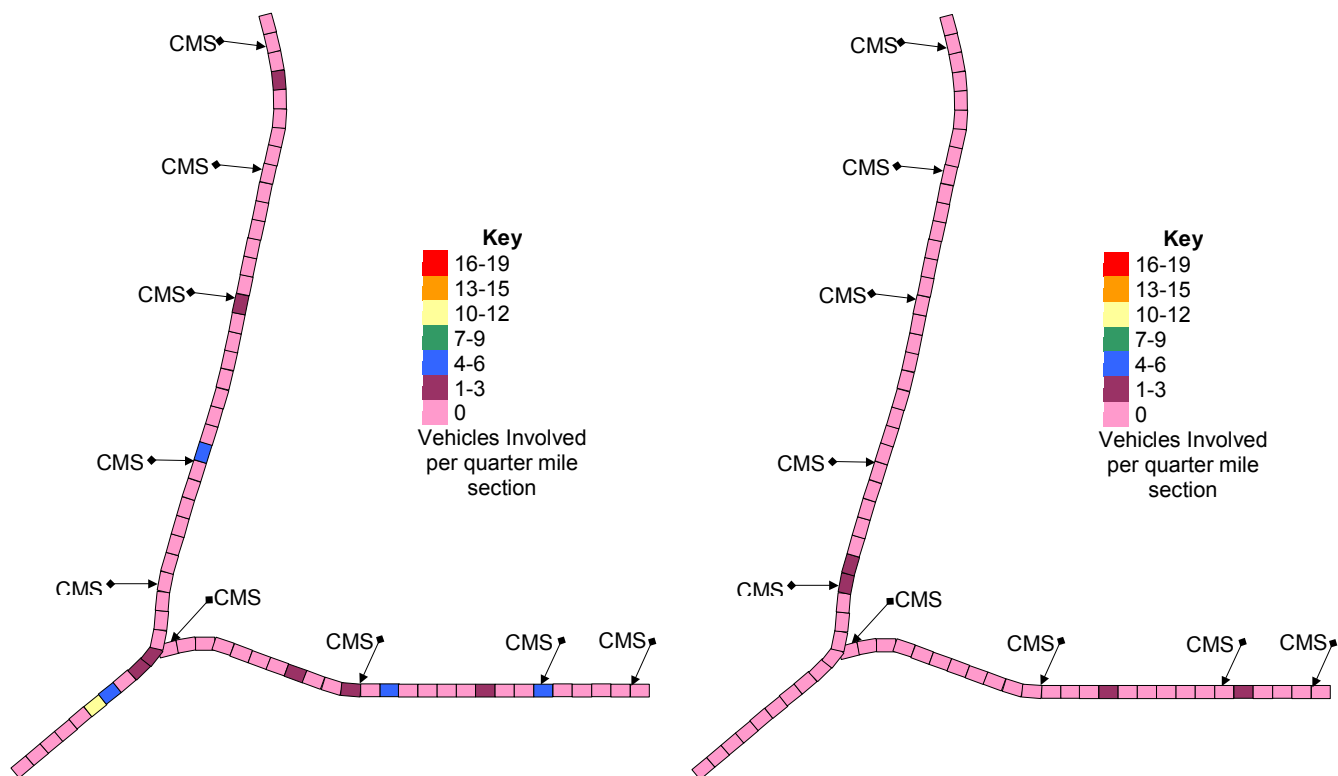 CMS
CMS
CMS
CMS
CMS
CMS
CMS
CMS
CMS
Key
16-19
13-15
10-12
7-9
4-6
1-3
0
Vehicles Involved
per quarter mile
section
CMS
CMS
CMS
CMS
CMS
CMS
CMS
CMS
CMS
Key
16-19
13-15
10-12
7-9
4-6
1-3
0
Vehicles Involved
per quarter mile
section